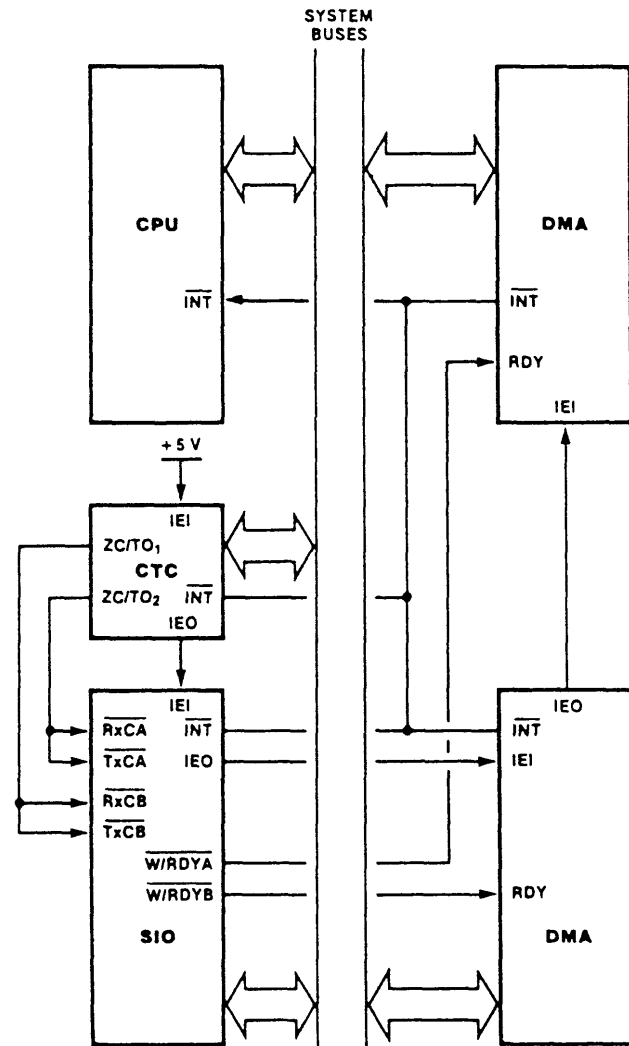 SYSTEM
BUSES
CPU
INT
DMA
INT
RDY
IEI
+5 V
IEI
ZC/TO1
CTC
ZC/TO2
INT
IEO
IEI
RxCA
INT
TxCA
IEO
RxCB
TxCB
W/RDYA
W/RDYB
SIO
IEO
INT
IEI
RDY
DMA